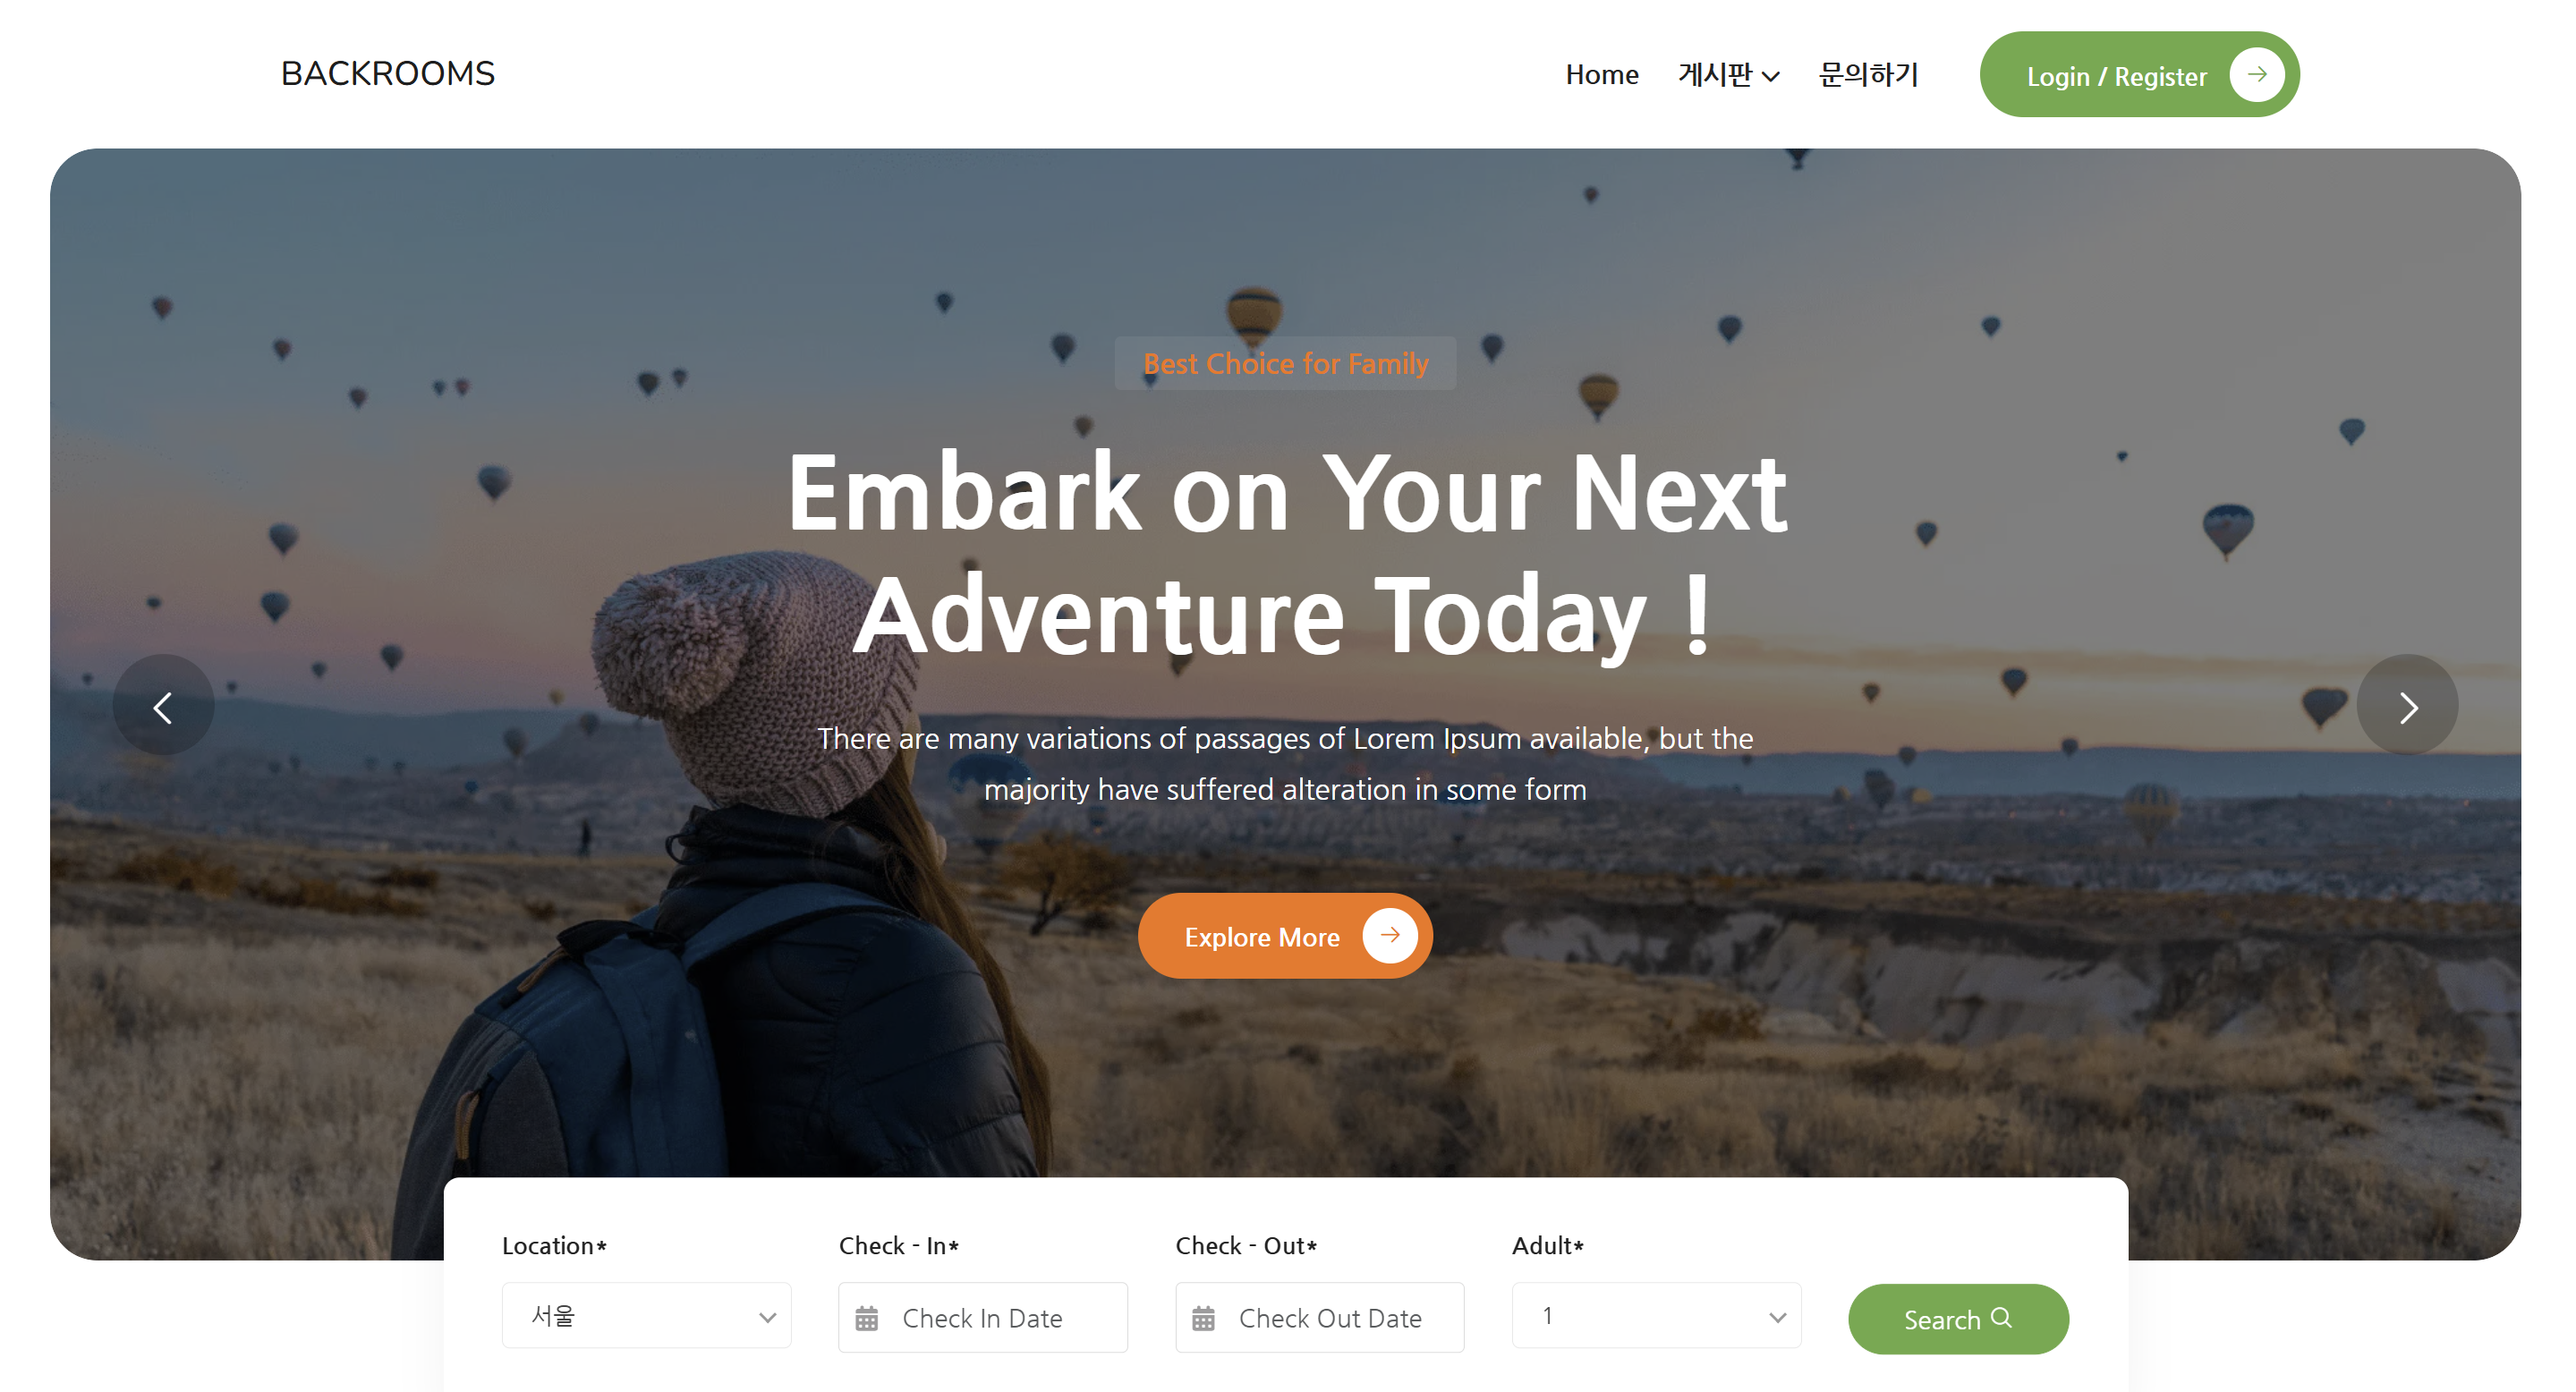 BACKROOMS
Home 게시판 문의하기 Login / Register
Best Choice for Family
Embark on Your Next
Adventure Today !
There are many variations of passages of Lorem Ipsum available, but the
majority have suffered alteration in some form
Explore More
Location* Check - In* Check - Out* Adult*
서울 Check In Date Check Out Date 1 Search